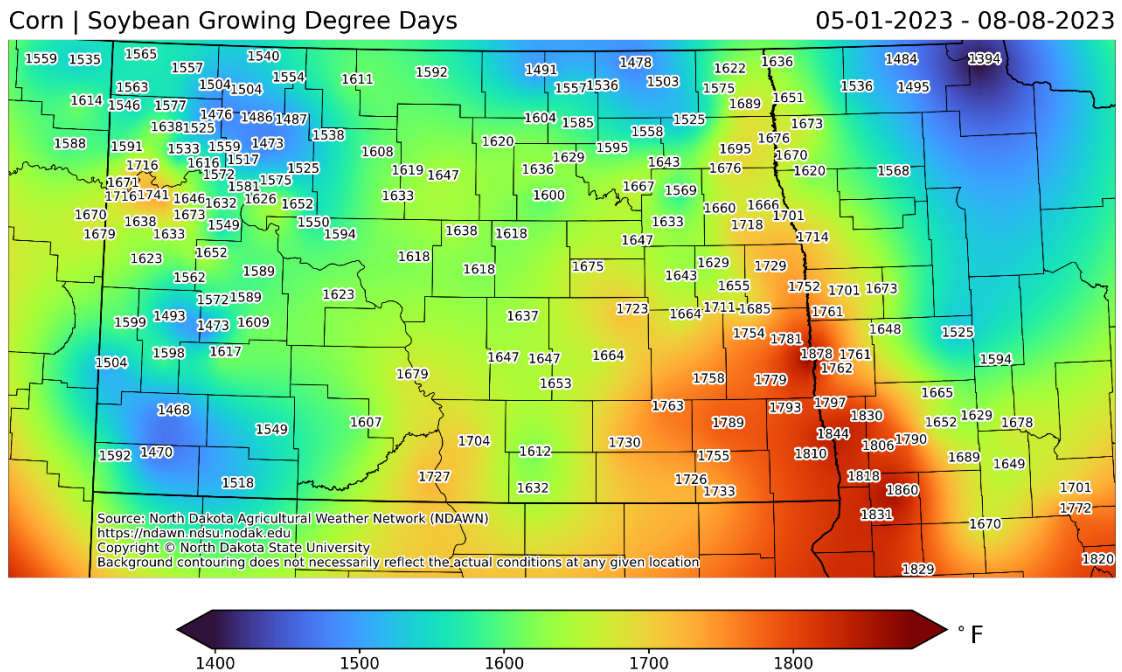 Corn | Soybean Growing Degree Days 05-01-2023 - 08-08-2023
1559 1535 1565 1540 1478 1636 1484 1394
1557 1554 1611 1592 1491 1622
1563 1504 1504 1557 1536 1503 1575 1536 1495
1614 1546 1577 1689 1651
1476 1486 1487 1604 1585 1525 1673
1638 1525 1538 1558
1588 1591 1533 1559 1473 1608 1620 1595 1695 1676
1716 1616 1517 1525 1619 1647 1636 1629 1643 1676 1670 1620 1568
1671 1572 1581 1575 1667 1569
1716 1741 1646 1632 1626 1652 1633 1600 1660 1666
1670 1638 1673 1549 1550 1633 1718 1701
1679 1633 1594 1638 1618 1647 1714
1623 1652 1618 1618 1675 1629 1729
1562 1589 1643 1655 1752 1701 1673
1572 1589 1623
1599 1493 1473 1609 1637 1723 1664 1711 1685 1761
1754 1781 1648 1525
1504 1598 1617 1647 1647 1664 1878 1761 1594
1679 1653 1758 1779 1762
1468 1763 1793 1797 1665
1549 1607 1789 1830 1652 1629 1678
1592 1470 1704 1612 1730 1844 1806 1790
1755 1810 1689 1649
1518 1727 1632 1726 1733 1818 1860 1701
1831 1670 1772
1829 1820
Source: North Dakota Agricultural Weather Network (NDAWN)
https://ndawn.ndsu.nodak.edu
Copyright © North Dakota State University
Background contouring does not necessarily reflect the actual conditions at any given location
1400 1500 1600 1700 1800 °F